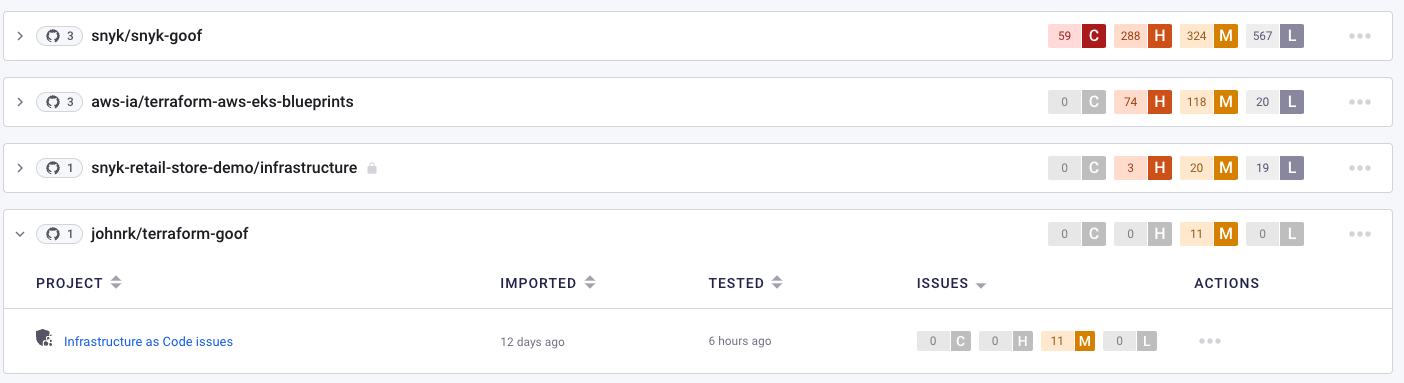 3 snyk/snyk-goof 59 C 288 H 324 M 567 L
3 aws-ia/terraform-aws-eks-blueprints 0 C 74 H 118 M 20 L
1 snyk-retail-store-demo/infrastructure 0 C 3 H 20 M 19 L
1 johnrk/terraform-goof 0 C 0 H 11 M 0 L
PROJECT IMPORTED TESTED ISSUES ACTIONS
Infrastructure as Code issues 12 days ago 6 hours ago 0 C 0 H 11 M 0 L